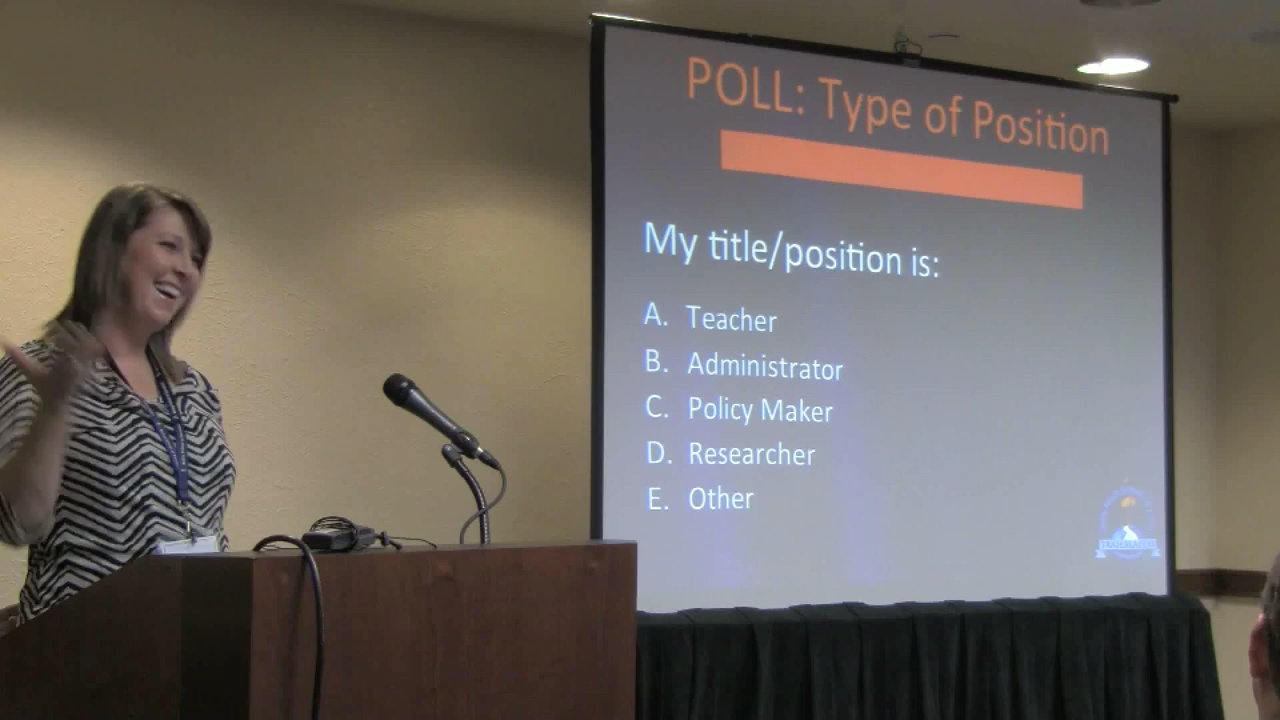 POLL: Type of Position
My title/position is:
A. Teacher
B. Administrator
C. Policy Maker
D. Researcher
E. Other